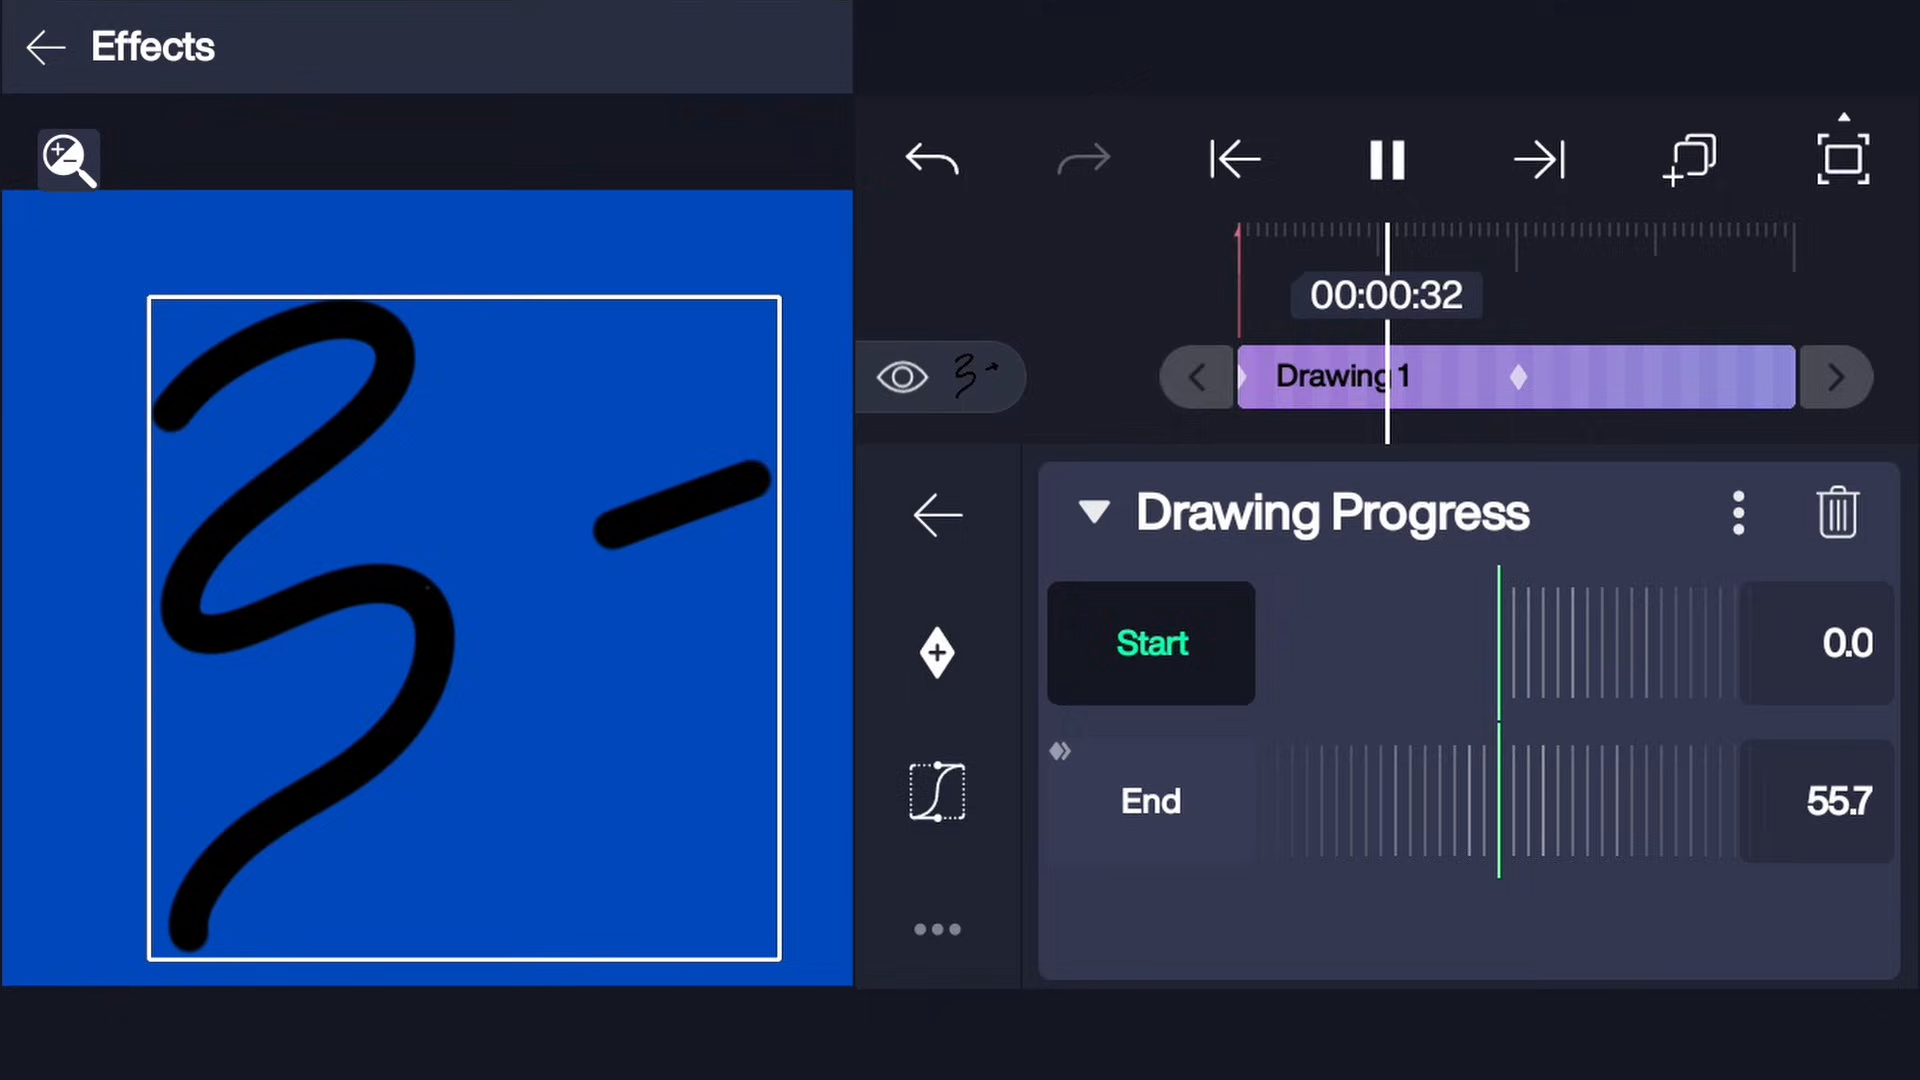 Effects
00:00:32
Drawing 1
Drawing Progress
Start
0.0
End
55.7